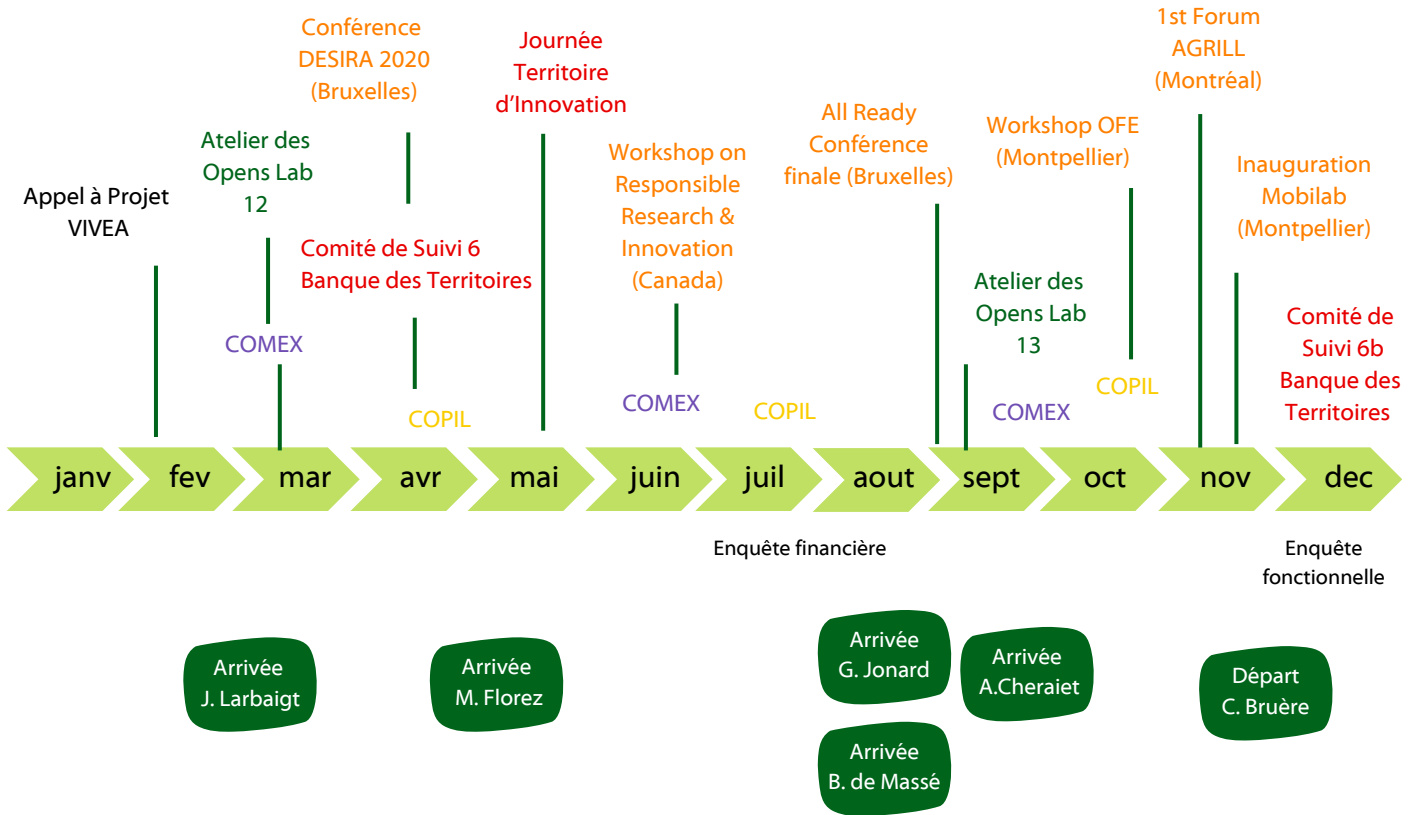 Conférence
DESIRA 2020
(Bruxelles)
Journée
Territoire
d'Innovation
1st Forum
AGRILL
(Montréal)
Atelier des
Opens Lab
12
Appel à Projet
VIVEA
All Ready
Conférence
finale (Bruxelles)
Workshop OFE
(Montpellier)
Workshop on
Responsible
Research &
Innovation
(Canada)
Inauguration
Mobilab
(Montpellier)
Comité de Suivi 6
Banque des Territoires
Atelier des
Opens Lab
13
Comité de
Suivi 6b
Banque des
Territoires
COMEX
COPIL
COMEX
COPIL
COMEX
COPIL
janv
fev
mar
avr
mai
juin
juil
aout
sept
oct
nov
dec
Enquête financière
Enquête
fonctionnelle
Arrivée
J. Larbaigt
Arrivée
M. Florez
Arrivée
G. Jonard
Arrivée
A.Cheraiet
Départ
C. Bruère
Arrivée
B. de Massé